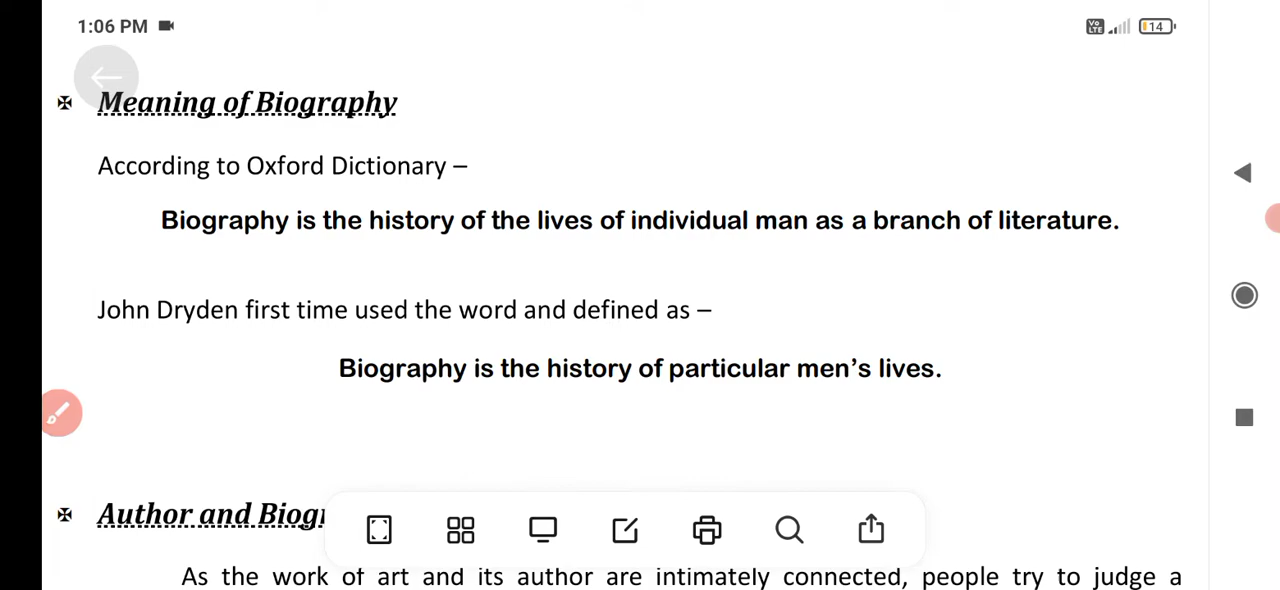 1:06 PM
Vo LTE
14
Meaning of Biography
According to Oxford Dictionary –
Biography is the history of the lives of individual man as a branch of literature.
John Dryden first time used the word and defined as –
Biography is the history of particular men’s lives.
Author and
As the work of art and its author are intimately connected, people try to judge a